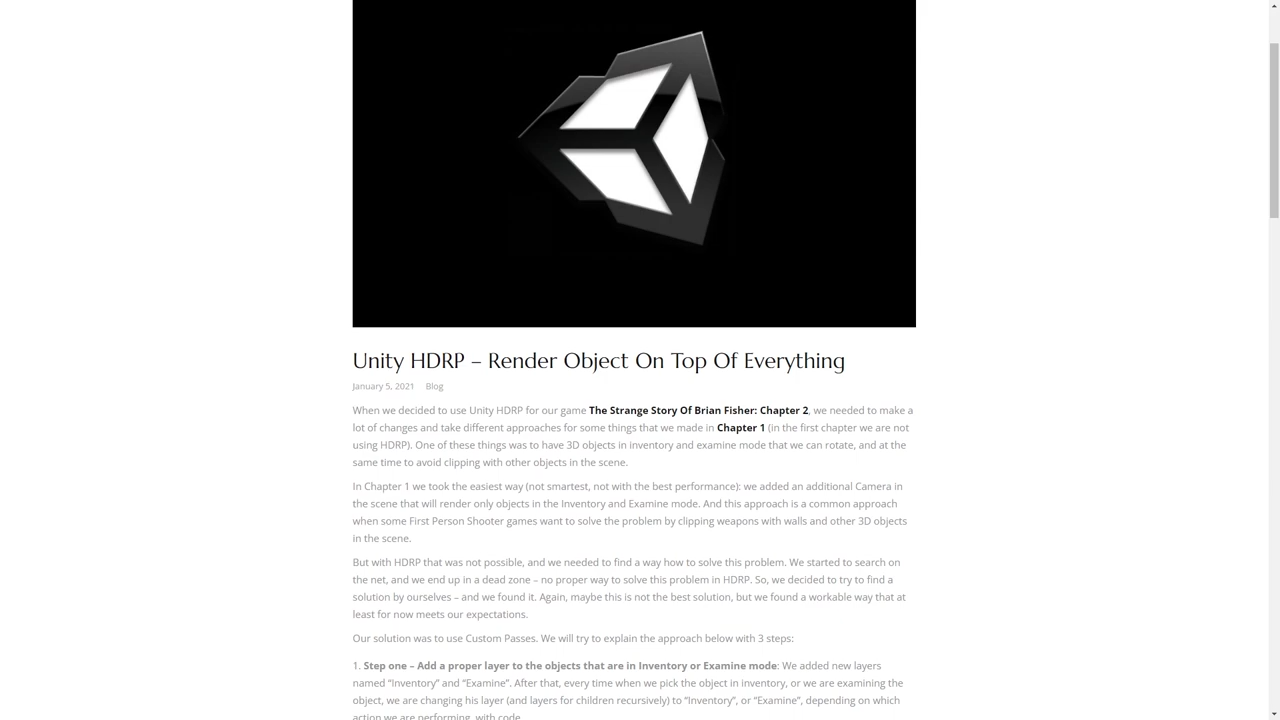 Unity HDRP – Render Object On Top Of Everything
January 5, 2021 Blog
When we decided to use Unity HDRP for our game The Strange Story Of Brian Fisher: Chapter 2, we needed to make a
lot of changes and take different approaches for some things that we made in Chapter 1 (in the first chapter we are not
using HDRP). One of these things was to have 3D objects in inventory and examine mode that we can rotate, and at the
same time to avoid clipping with other objects in the scene.
In Chapter 1 we took the easiest way (not smartest, not with the best performance): we added an additional Camera in
the scene that will render only objects in the Inventory and Examine mode. And this approach is a common approach
when some First Person Shooter games want to solve the problem by clipping weapons with walls and other 3D objects
in the scene.
But with HDRP that was not possible, and we needed to find a way how to solve this problem. We started to search on
the net, and we end up in a dead zone – no proper way to solve this problem in HDRP. So, we decided to try to find a
solution by ourselves – and we found it. Again, maybe this is not the best solution, but we found a workable way that at
least for now meets our expectations.
Our solution was to use Custom Passes. We will try to explain the approach below with 3 steps:
1. Step one – Add a proper layer to the objects that are in Inventory or Examine mode: We added new layers
named “Inventory” and “Examine”. After that, every time when we pick the object in inventory, or we are examining the
object, we are changing his layer (and layers for children recursively) to “Inventory”, or “Examine”, depending on which
action we are performing, with code.